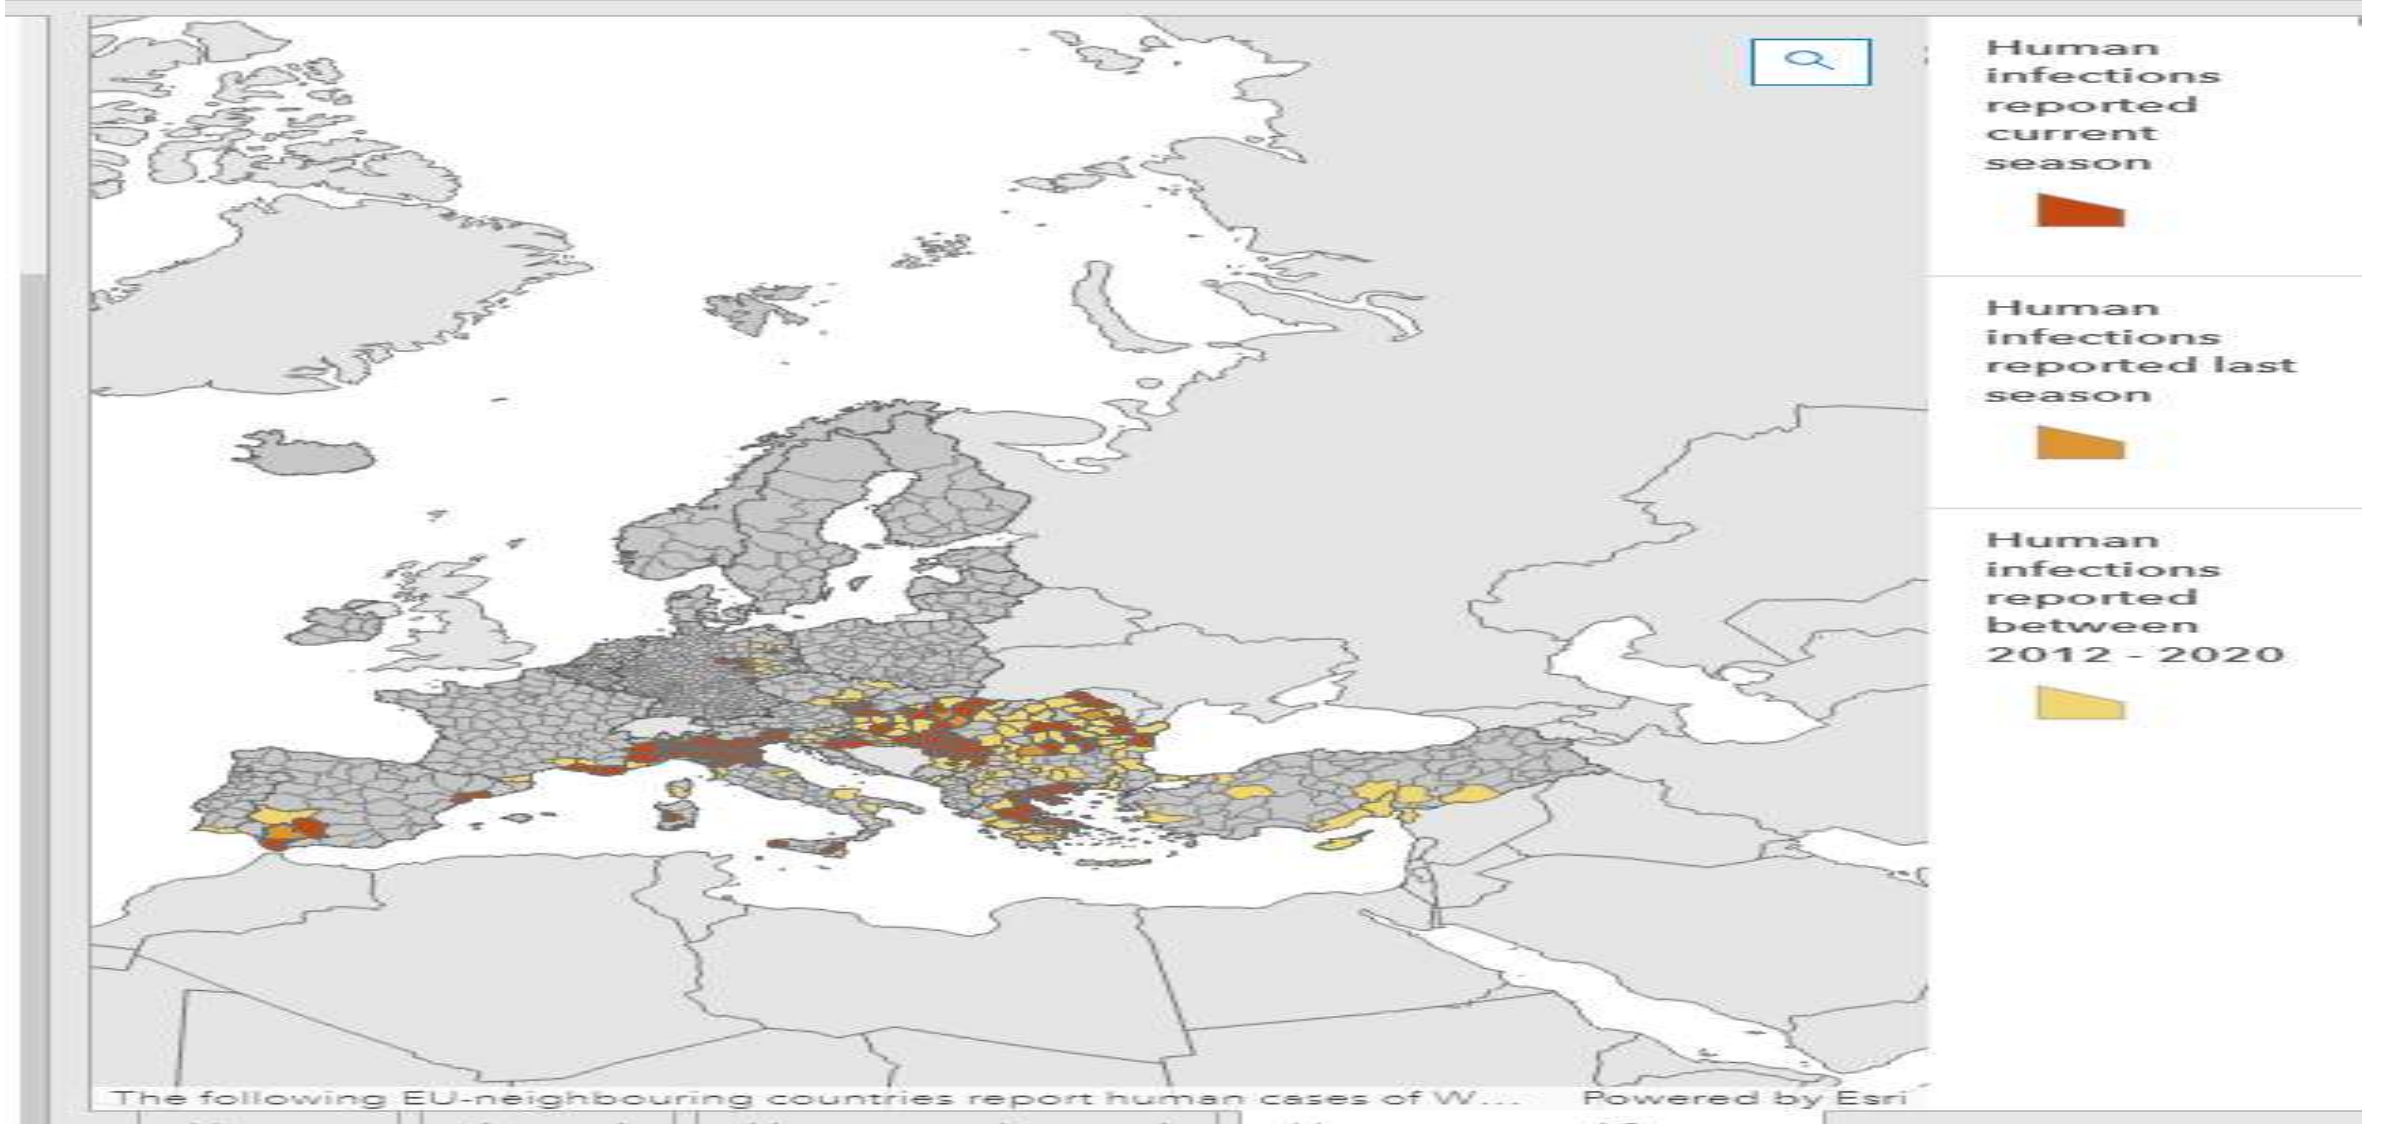 Human
infections
reported
current
season
Human
infections
reported last
season
Human
infections
reported
between
2012 - 2020
The following EU-neighbouring countries report human cases of W... Powered by Esri